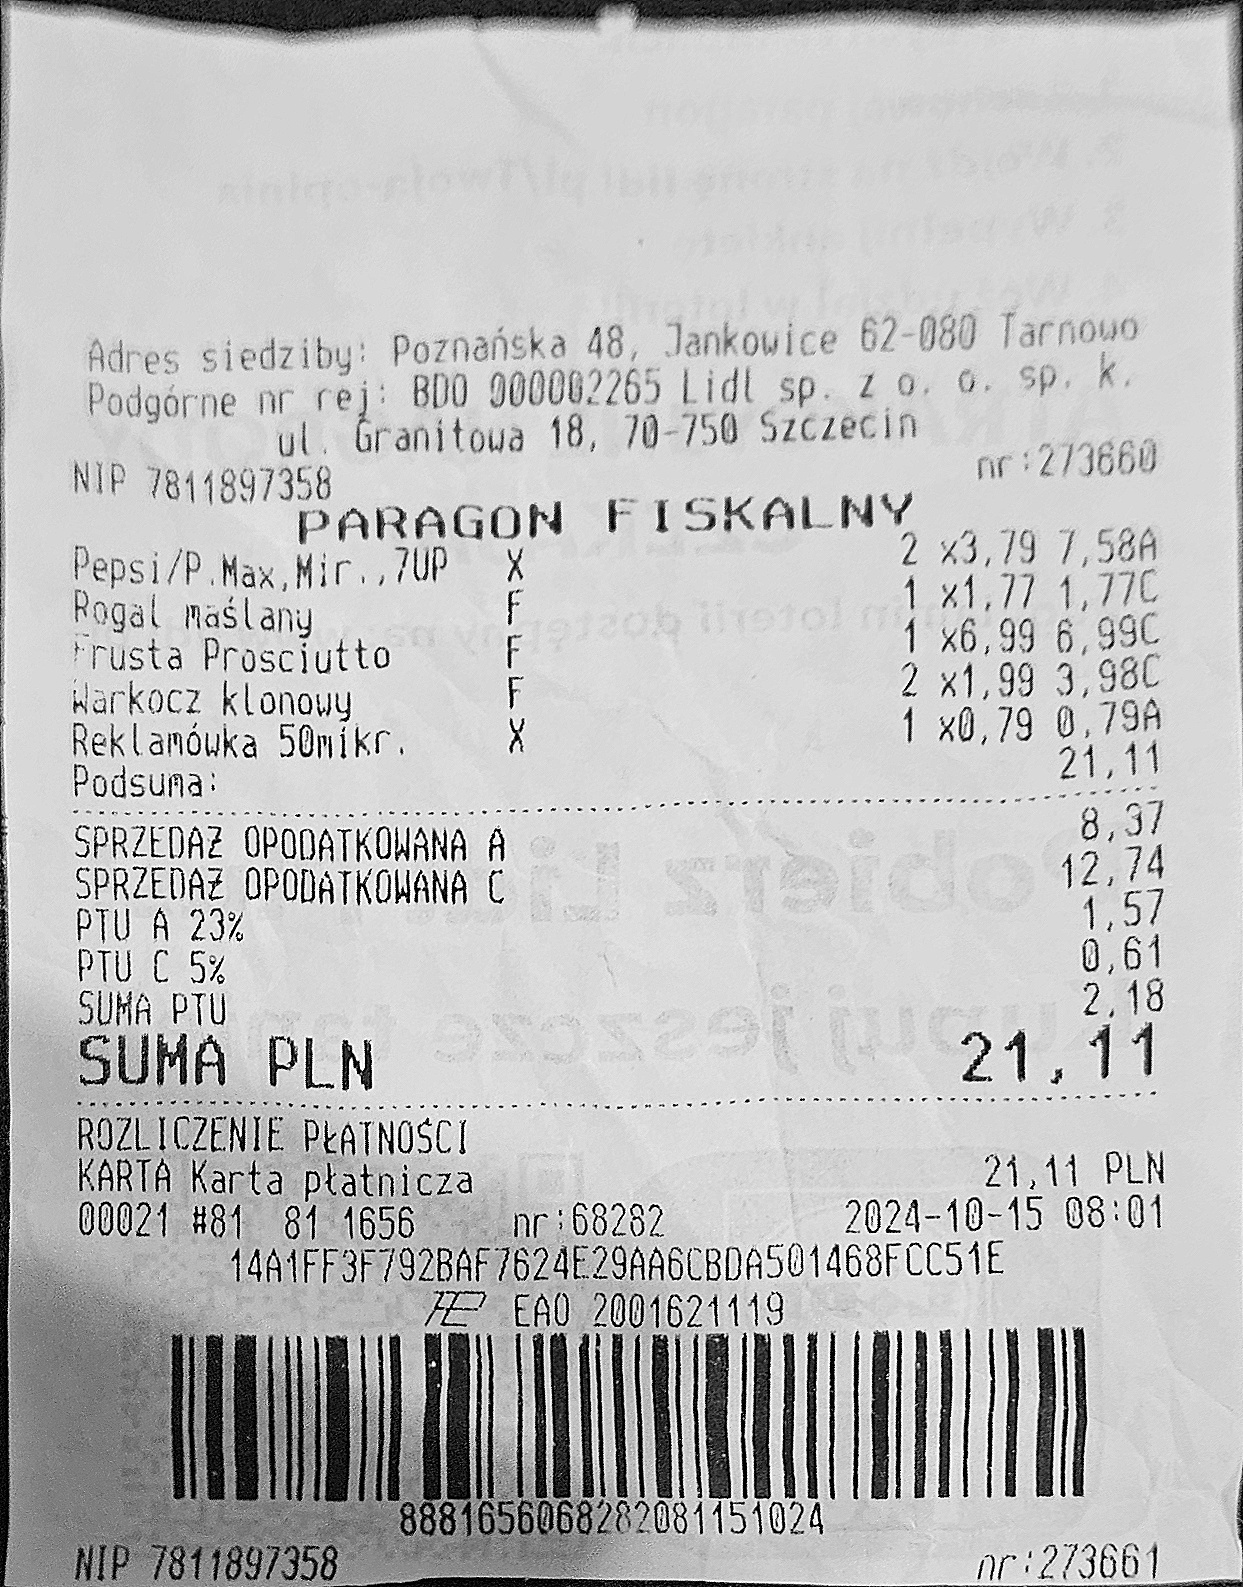 Adres siedziby: Poznańska 48, Jankowice 62-080 Tarnowo
Podgórne nr rej: BDO 000002265 Lidl sp. z o. o. sp. k.
ul. Granitowa 18, 70-750 Szczecin
NIP 7811897358 nr:273660
PARAGON FISKALNY
Pepsi/P.Max,Mir.,7UP X 2 x3,79 7,58A
Rogal maślany F 1 x1,77 1,77C
Frusta Prosciutto F 1 x6,99 6,99C
Warkocz klonowy F 2 x1,99 3,98C
Reklamówka 50mikr. X 1 x0,79 0,79A
Podsuma: 21,11
SPRZEDAŻ OPODATKOWANA A 8,37
SPRZEDAŻ OPODATKOWANA C 12,74
PTU A 23% 1,57
PTU C 5% 0,61
SUMA PTU 2,18
SUMA PLN 21,11
ROZLICZENIE PŁATNOŚCI
KARTA Karta płatnicza 21,11 PLN
00021 #81 81 1656 nr:68282 2024-10-15 08:01
14A1FF3F792BAF7624E29AA6CBDA501468FCC51E
EAO 2001621119
88816560682820811​51024
NIP 7811897358 nr:273661